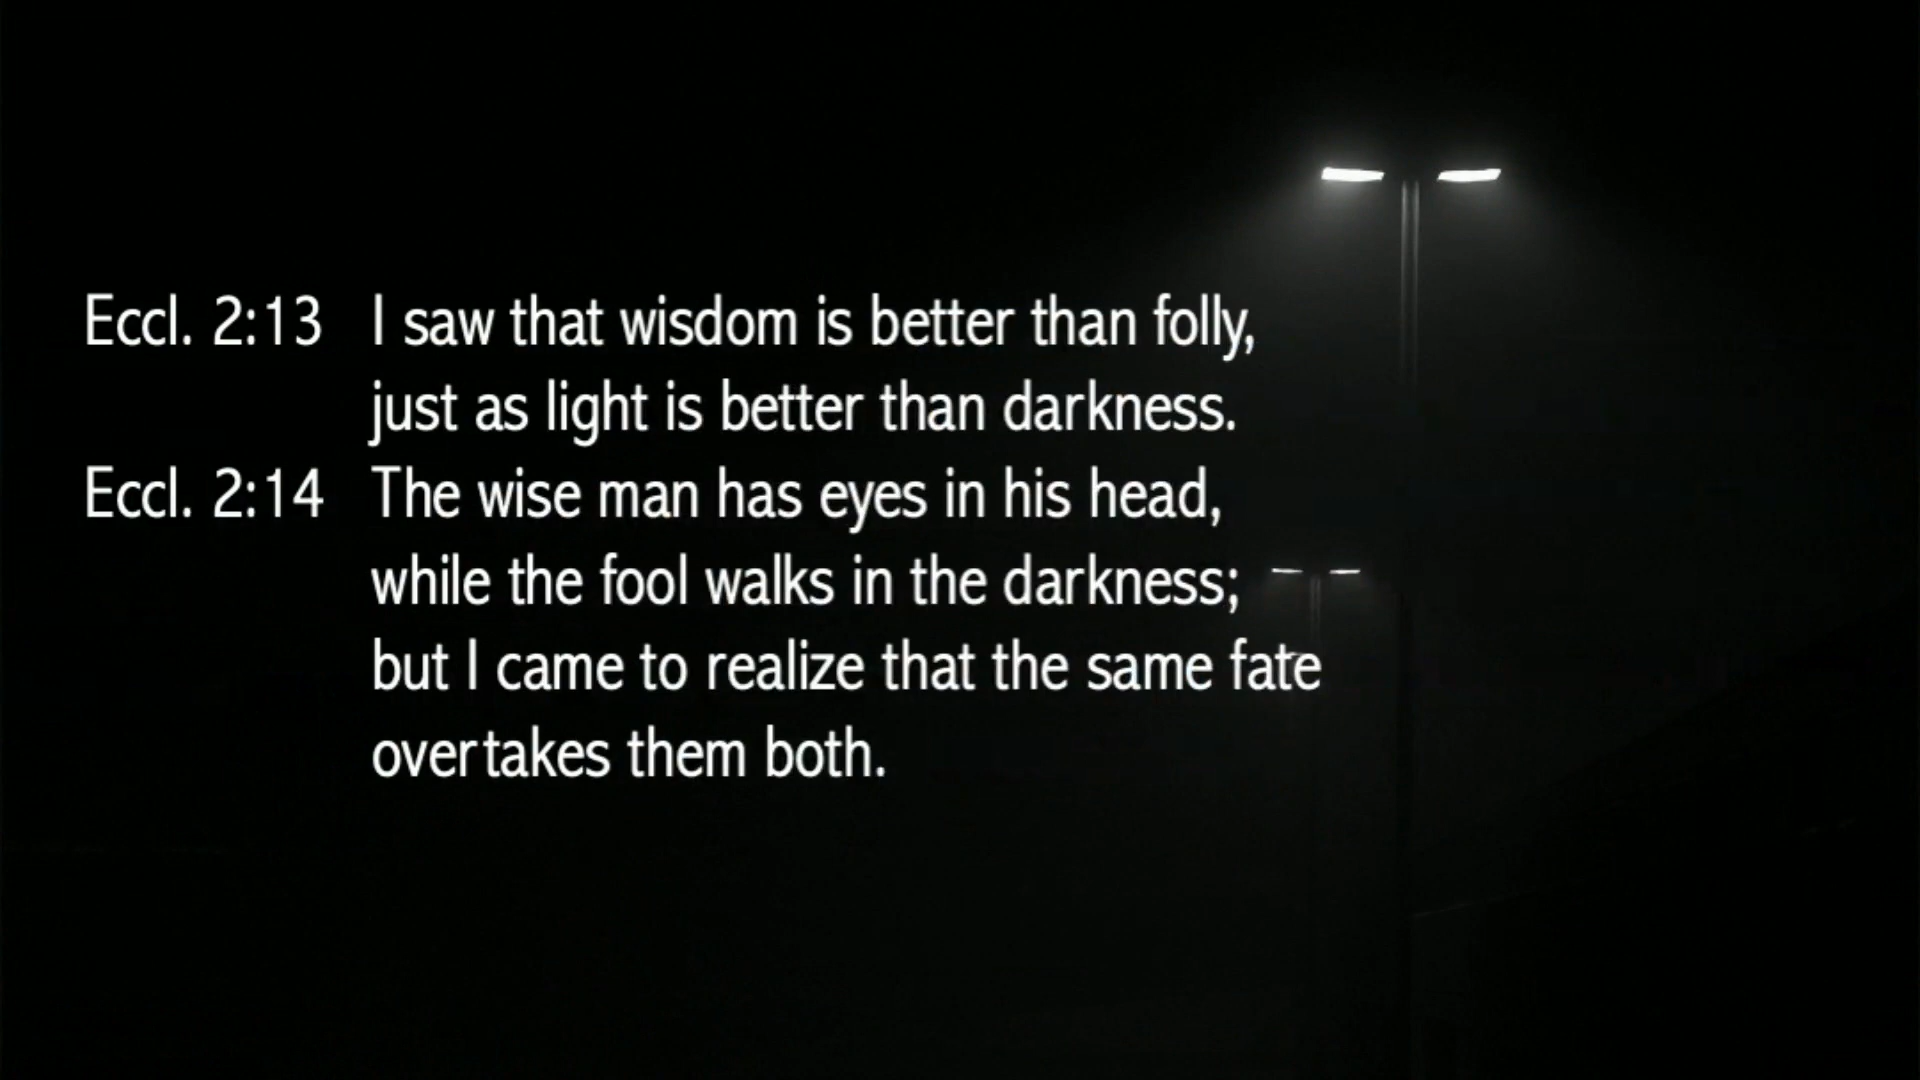 Eccl. 2:13 I saw that wisdom is better than folly,
just as light is better than darkness.
Eccl. 2:14 The wise man has eyes in his head,
while the fool walks in the darkness;
but I came to realize that the same fate
overtakes them both.